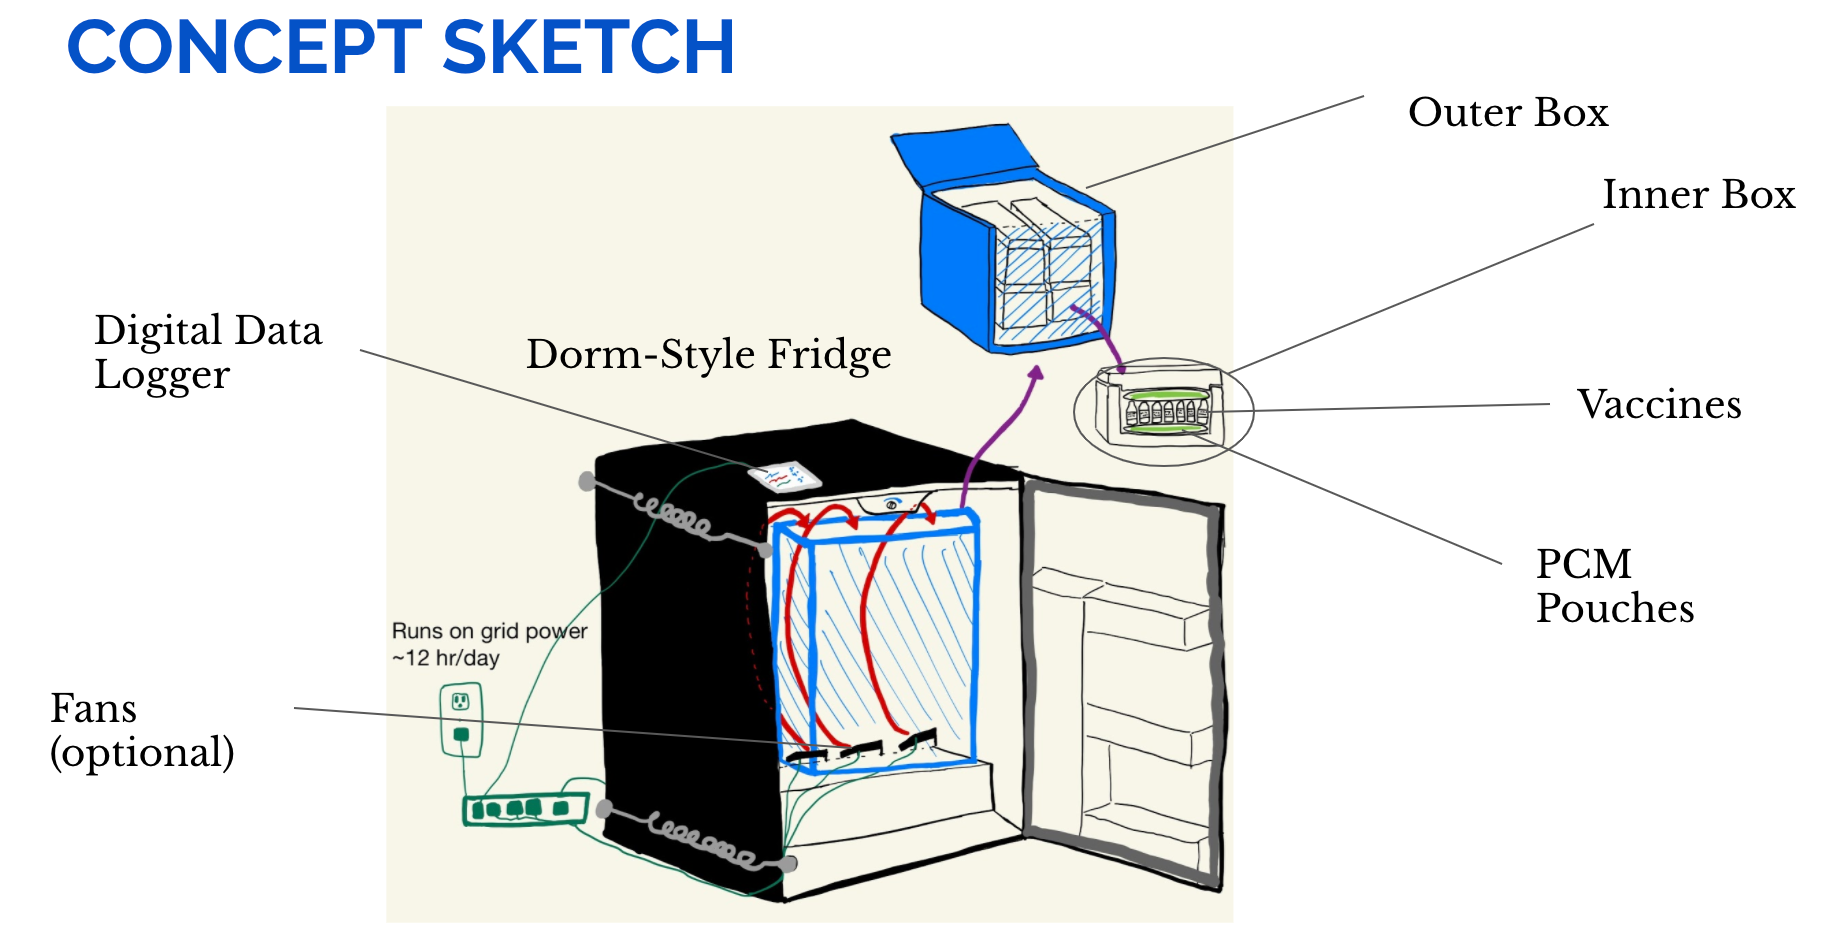 CONCEPT SKETCH
Outer Box
Inner Box
Digital Data
Logger
Dorm-Style Fridge
Vaccines
PCM
Pouches
Runs on grid power
~12 hr/day
Fans
(optional)